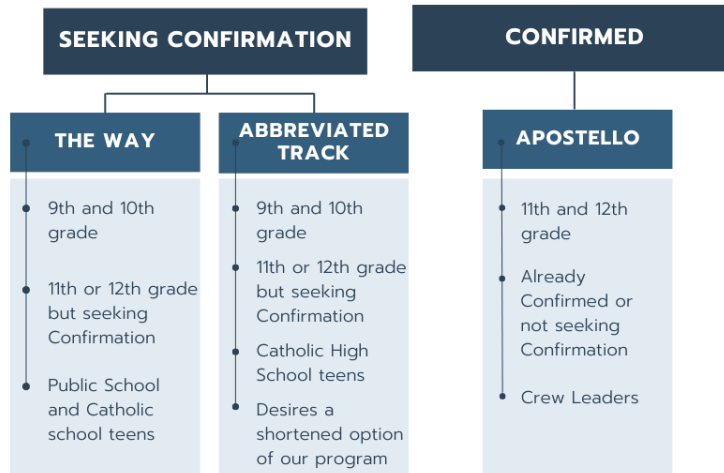 SEEKING CONFIRMATION
CONFIRMED
THE WAY
9th and 10th
grade
11th or 12th grade
but seeking
Confirmation
Public School
and Catholic
school teens
ABBREVIATED
TRACK
9th and 10th
grade
11th or 12th grade
but seeking
Confirmation
Catholic High
School teens
Desires a
shortened option
of our program
APOSTELLO
11th and 12th
grade
Already
Confirmed or
not seeking
Confirmation
Crew Leaders